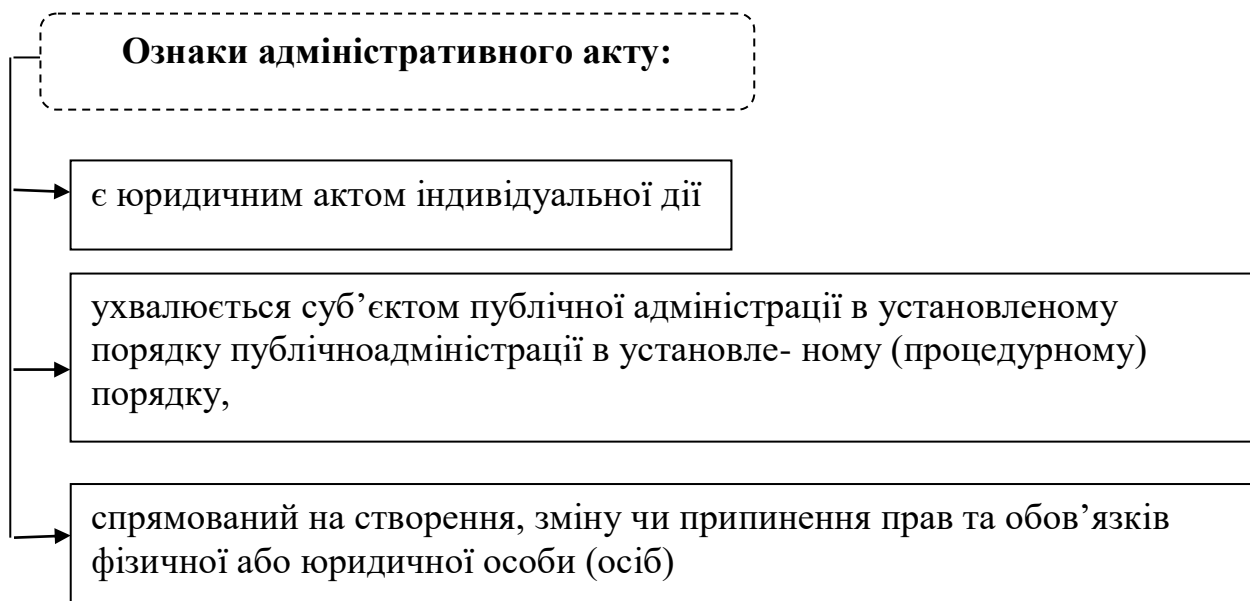 Ознаки адміністративного акту:
є юридичним актом індивідуальної дії
ухвалюється суб’єктом публічної адміністрації в установленому
порядку публічноадміністрації в установле- ному (процедурному)
порядку,
спрямований на створення, зміну чи припинення прав та обов’язків
фізичної або юридичної особи (осіб)